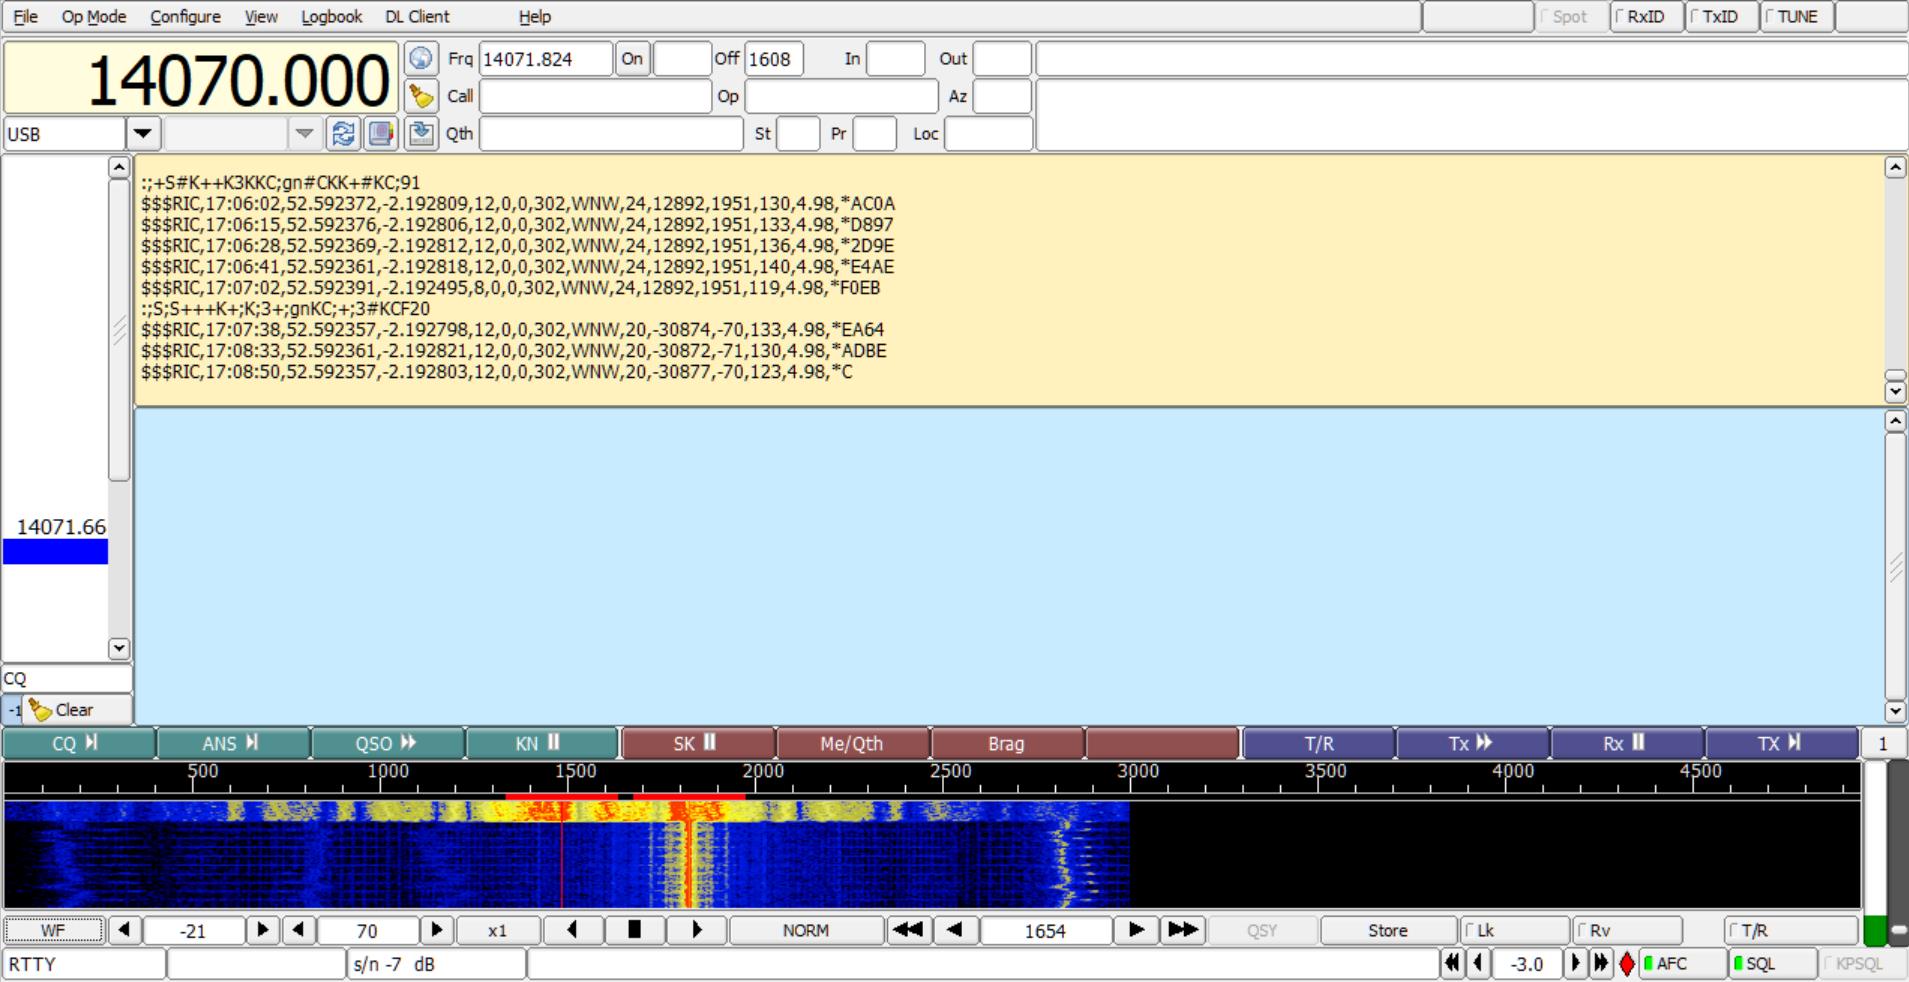 File Op Mode Configure View Logbook DL Client Help Spot RxID TxID TUNE
14070.000 Frq 14071.824 On Off 1608 In Out
Call Op Az
USB Qth St Pr Loc
:;+S#K++K3KKC;gn#CKK+#KC;91
$$$RIC,17:06:02,52.592372,-2.192809,12,0,0,302,WNW,24,12892,1951,130,4.98,*AC0A
$$$RIC,17:06:15,52.592376,-2.192806,12,0,0,302,WNW,24,12892,1951,133,4.98,*D897
$$$RIC,17:06:28,52.592369,-2.192812,12,0,0,302,WNW,24,12892,1951,136,4.98,*2D9E
$$$RIC,17:06:41,52.592361,-2.192818,12,0,0,302,WNW,24,12892,1951,140,4.98,*E4AE
$$$RIC,17:07:02,52.592391,-2.192495,8,0,0,302,WNW,24,12892,1951,119,4.98,*F0EB
:;S;S+++K+;K;3+;gnKC;+;3#KCF20
$$$RIC,17:07:38,52.592357,-2.192798,12,0,0,302,WNW,20,-30874,-70,133,4.98,*EA64
$$$RIC,17:08:33,52.592361,-2.192821,12,0,0,302,WNW,20,-30872,-71,130,4.98,*ADBE
$$$RIC,17:08:50,52.592357,-2.192803,12,0,0,302,WNW,20,-30877,-70,123,4.98,*C
14071.66
CQ
-1 Clear
CQ ANS QSO KN SK Me/Qth Brag T/R Tx Rx TX 1
500 1000 1500 2000 2500 3000 3500 4000 4500
WF -21 70 x1 NORM 1654 QSY Store Lk Rv T/R
RTTY s/n -7 dB -3.0 AFC SQL KPSQL